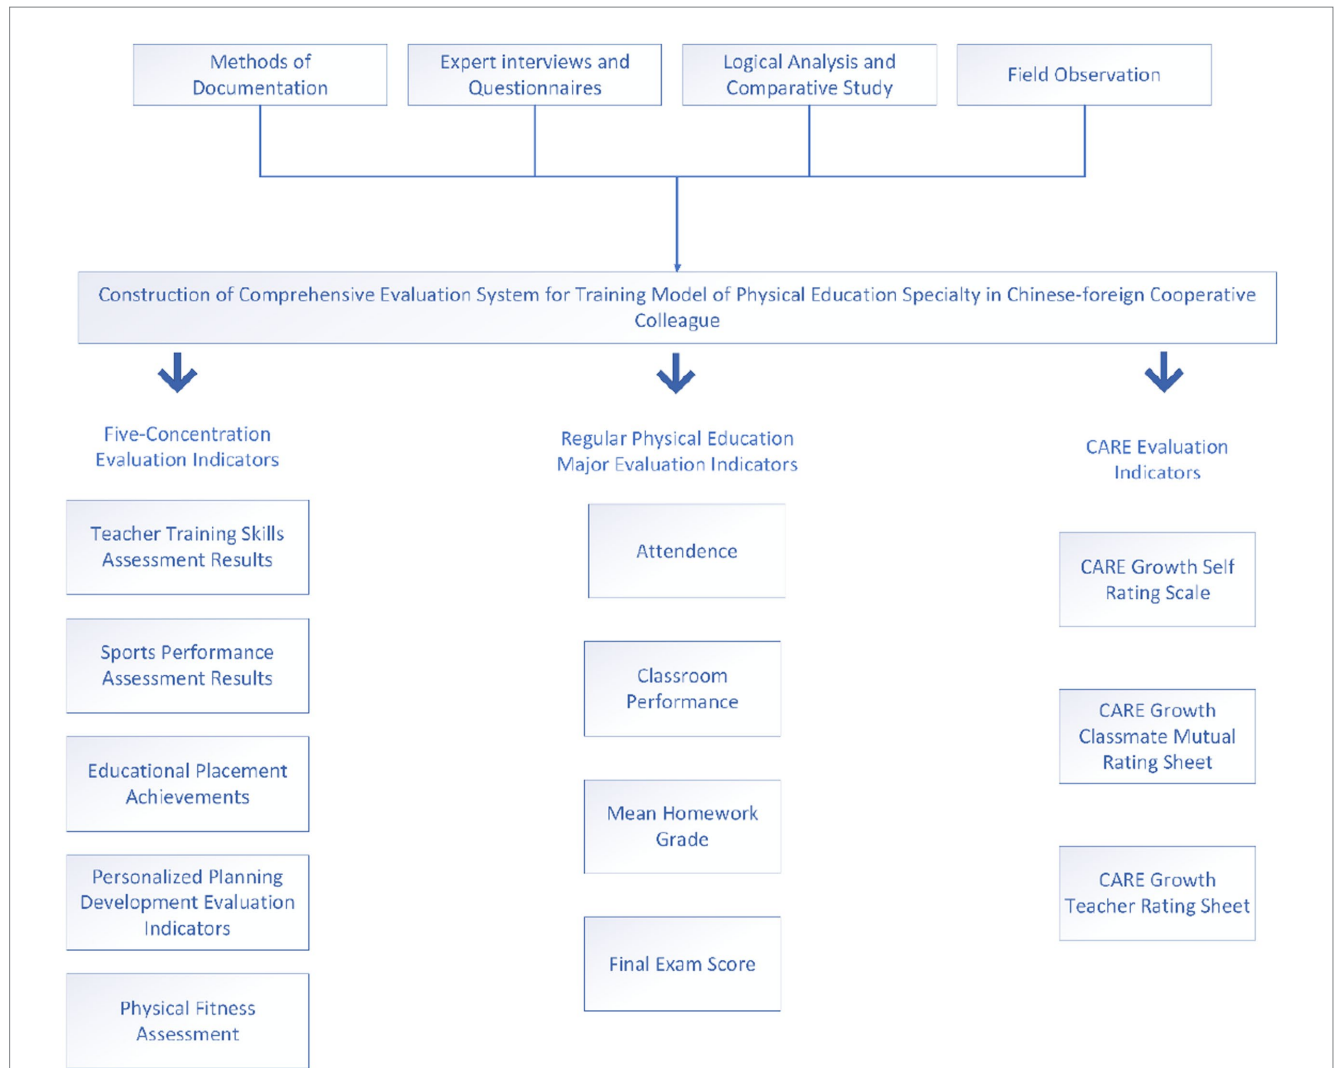 Methods of
Documentation
Expert interviews and
Questionnaires
Logical Analysis and
Comparative Study
Field Observation
Construction of Comprehensive Evaluation System for Training Model of Physical Education Specialty in Chinese-foreign Cooperative
Colleague
Five-Concentration
Evaluation Indicators
Teacher Training Skills
Assessment Results
Sports Performance
Assessment Results
Educational Placement
Achievements
Personalized Planning
Development Evaluation
Indicators
Physical Fitness
Assessment
Regular Physical Education
Major Evaluation Indicators
Attendence
Classroom
Performance
Mean Homework
Grade
Final Exam Score
CARE Evaluation
Indicators
CARE Growth Self
Rating Scale
CARE Growth
Classmate Mutual
Rating Sheet
CARE Growth
Teacher Rating Sheet